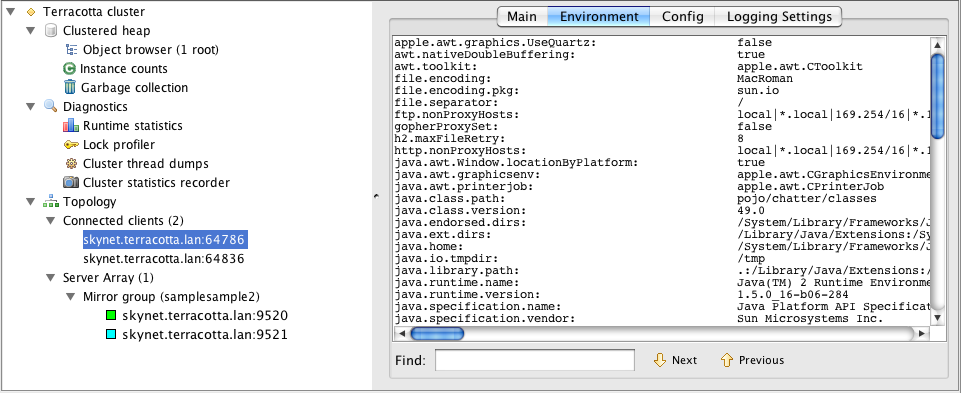 Terracotta cluster
Clustered heap
Object browser (1 root)
Instance counts
Garbage collection
Diagnostics
Runtime statistics
Lock profiler
Cluster thread dumps
Cluster statistics recorder
Topology
Connected clients (2)
skynet.terracotta.lan:64786
skynet.terracotta.lan:64836
Server Array (1)
Mirror group (samplesample2)
skynet.terracotta.lan:9520
skynet.terracotta.lan:9521
Main Environment Config Logging Settings
apple.awt.graphics.UseQuartz: false
awt.nativeDoubleBuffering: true
awt.toolkit: apple.awt.CToolkit
file.encoding: MacRoman
file.encoding.pkg: sun.io
file.separator: /
ftp.nonProxyHosts: local|*.local|169.254/16|*.1
gopherProxySet: false
h2.maxFileRetry: 8
http.nonProxyHosts: local|*.local|169.254/16|*.1
java.awt.Window.locationByPlatform: true
java.awt.graphicsenv: apple.awt.CGraphicsEnvironme
java.awt.printerjob: apple.awt.CPrinterJob
java.class.path: pojo/chatter/classes
java.class.version: 49.0
java.endorsed.dirs: /System/Library/Frameworks/J
java.ext.dirs: /Library/Java/Extensions:/Sy
java.home: /System/Library/Frameworks/J
java.io.tmpdir: /tmp
java.library.path: .:/Library/Java/Extensions:/
java.runtime.name: Java(TM) 2 Runtime Environme
java.runtime.version: 1.5.0_16-b06-284
java.specification.name: Java Platform API Specificat
java.specification.vendor: Sun Microsystems Inc.
Find: Next Previous